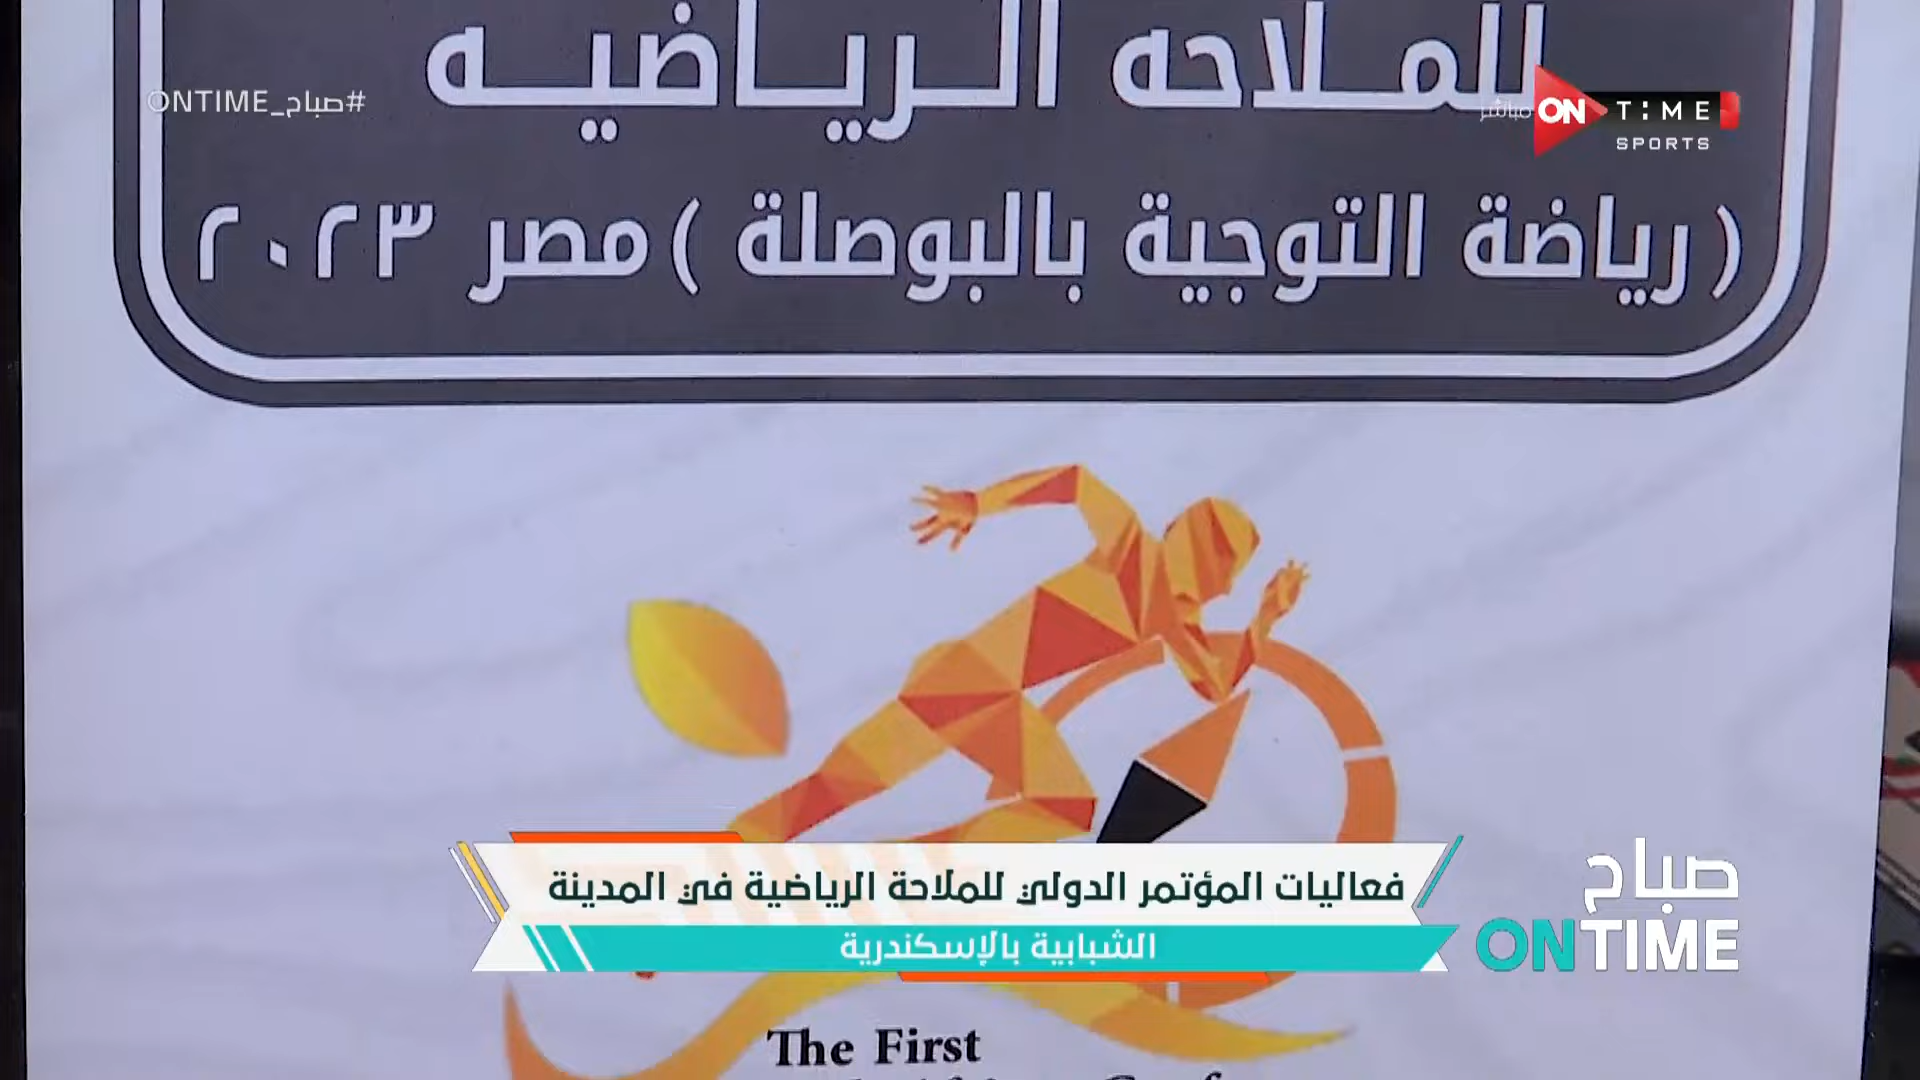 للملاحه الرياضيه
#صباح_ONTIME
مباشر
ON TIME
SPORTS
(رياضة التوجية بالبوصلة) مصر ٢٠٢٣
فعاليات المؤتمر الدولي للملاحة الرياضية في المدينة
الشبابية بالإسكندرية
صباح
ONTIME
The First